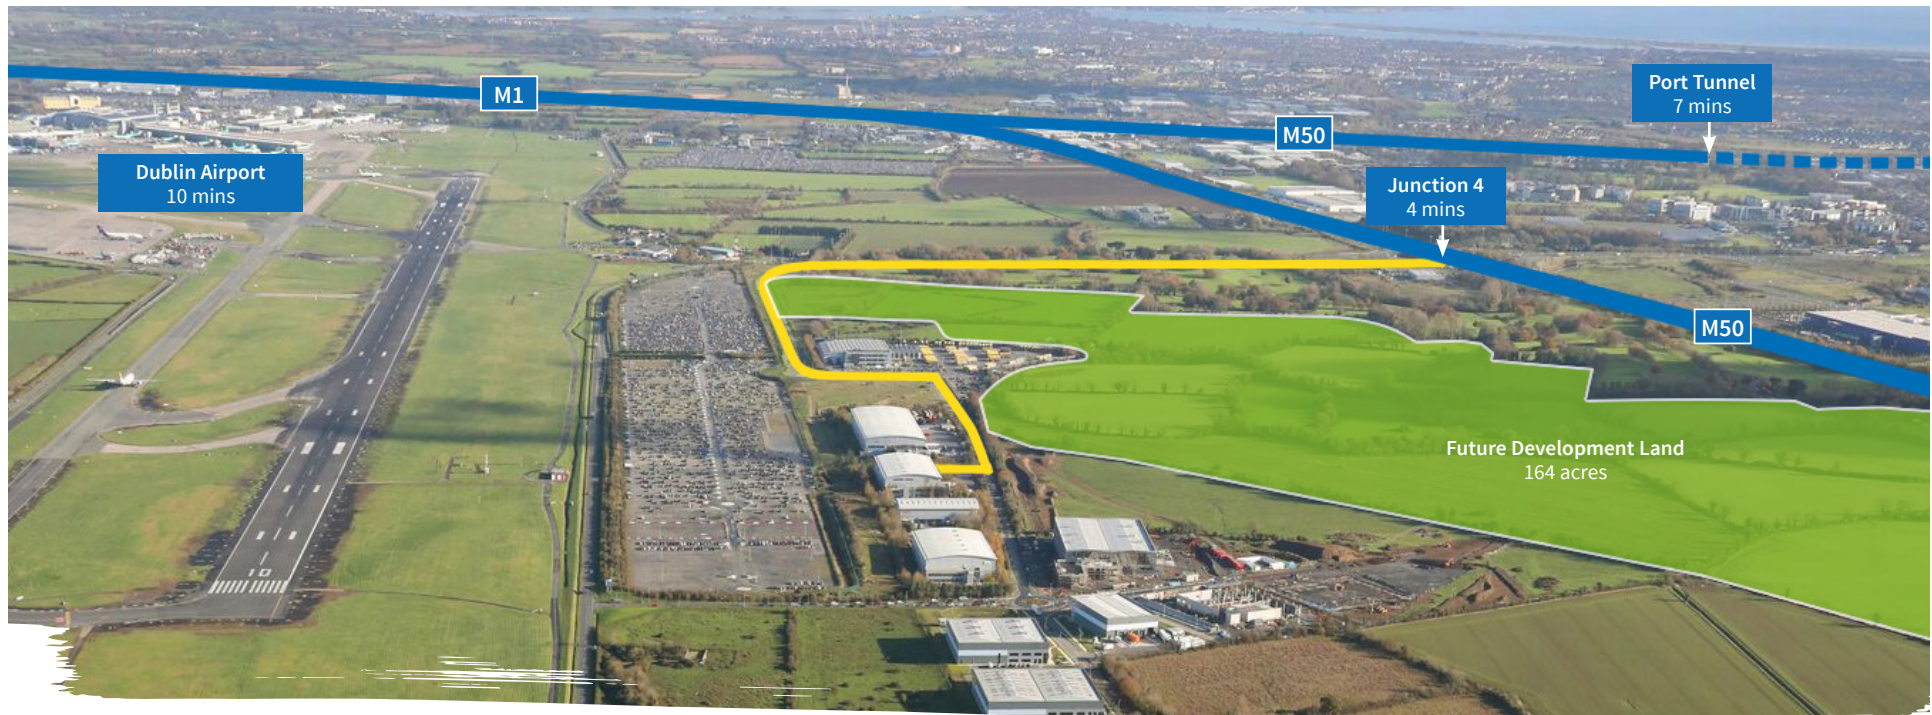 M1
Port Tunnel
7 mins
M50
Dublin Airport
10 mins
Junction 4
4 mins
M50
Future Development Land
164 acres
10